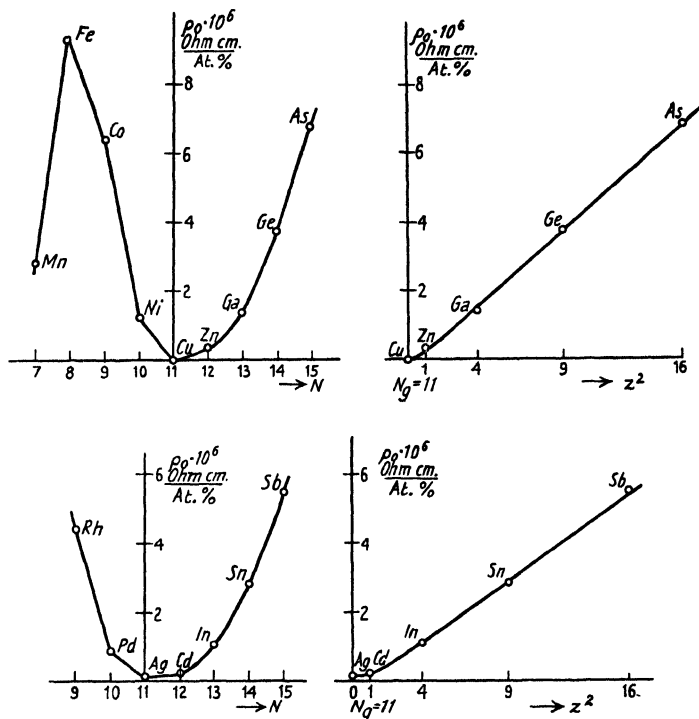 ρ₀·10⁶
Ohm cm.
At. %
8
6
4
2
Fe
Co
Mn
Ni
Cu
Zn
Ga
Ge
As
7 8 9 10 11 12 13 14 15
→ N
ρ₀·10⁶
Ohm cm.
At. %
8
6
4
2
As
Ge
Ga
Zn
Cu
1 4 9 16
N_g=11 → z²
ρ₀·10⁶
Ohm cm.
At. %
6
4
2
Rh
Pd
Ag
Cd
In
Sn
Sb
9 10 11 12 13 14 15
→ N
ρ₀·10⁶
Ohm cm.
At. %
6
4
2
Sb
Sn
In
Ag Cd
0 1 4 9 16
N_g=11 → z²